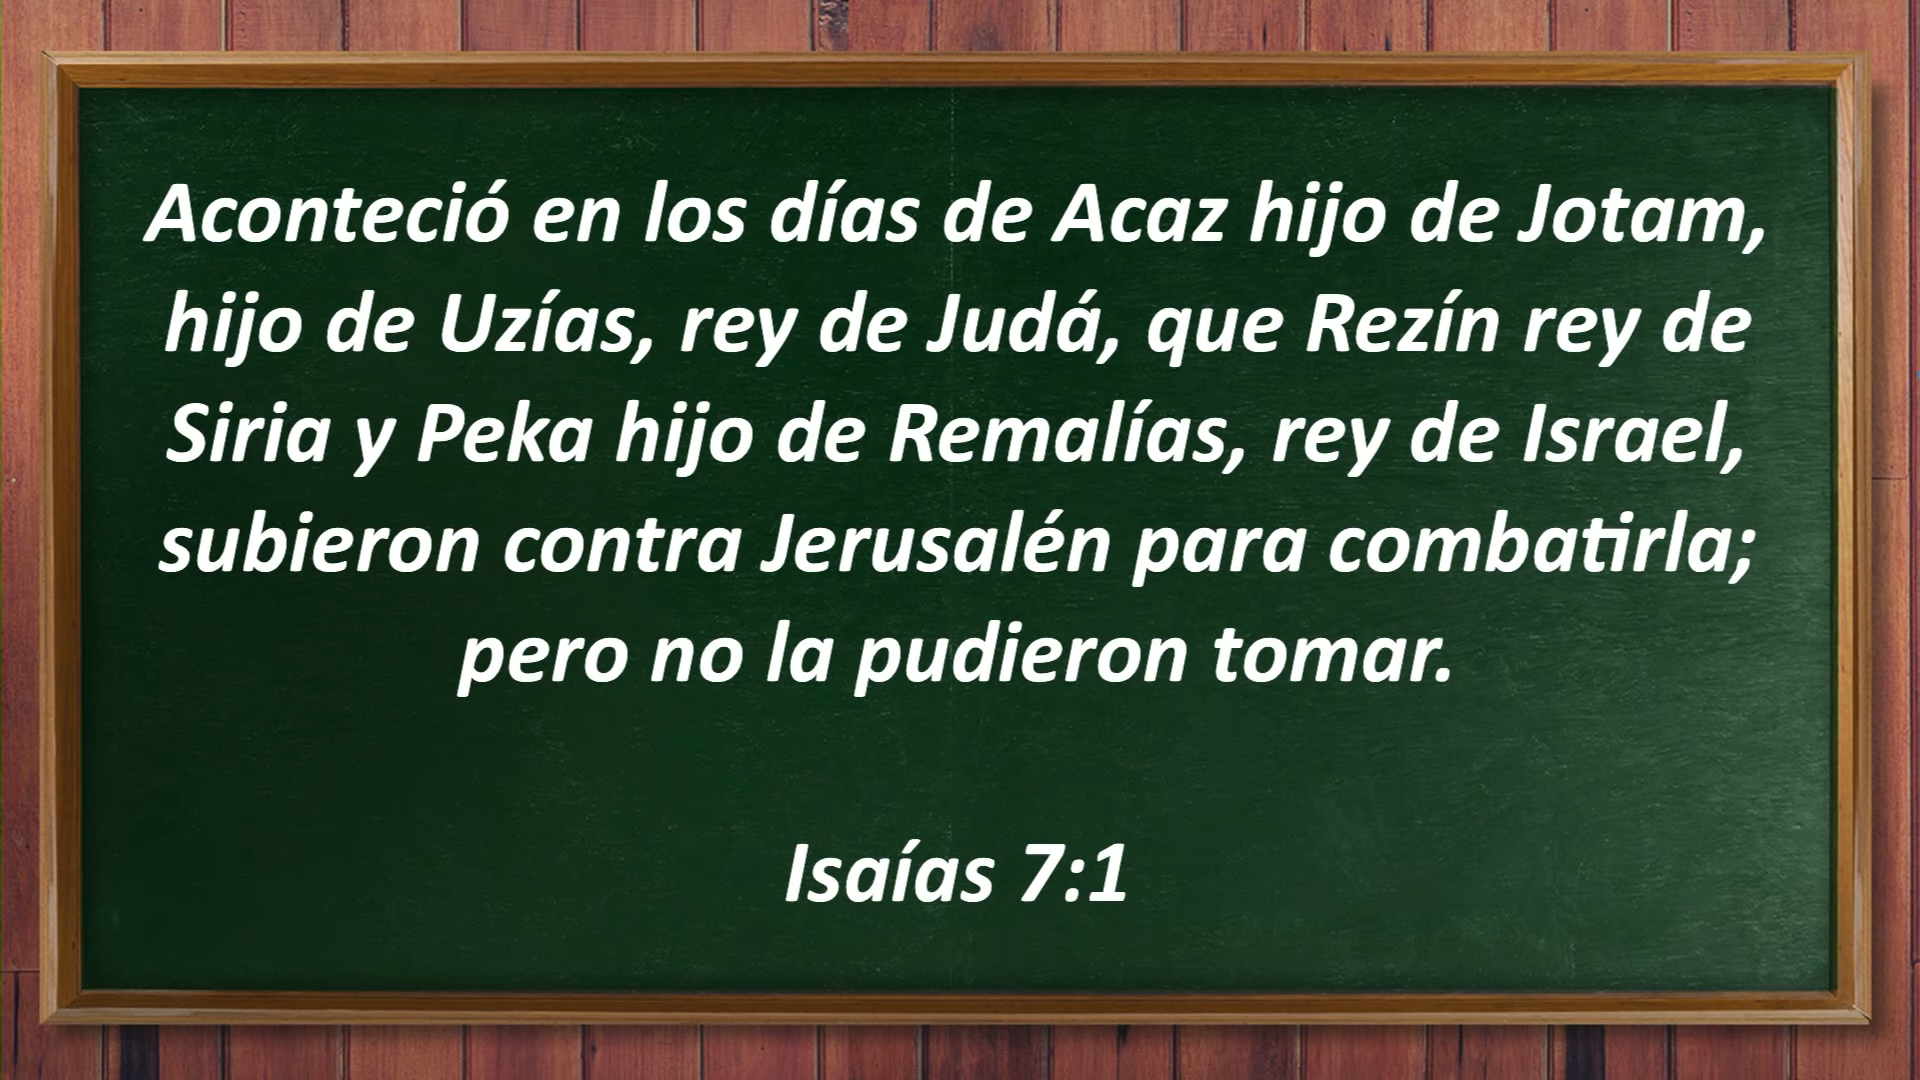 Aconteció en los días de Acaz hijo de Jotam,
hijo de Uzías, rey de Judá, que Rezín rey de
Siria y Peka hijo de Remalías, rey de Israel,
subieron contra Jerusalén para combatirla;
pero no la pudieron tomar.
Isaías 7:1